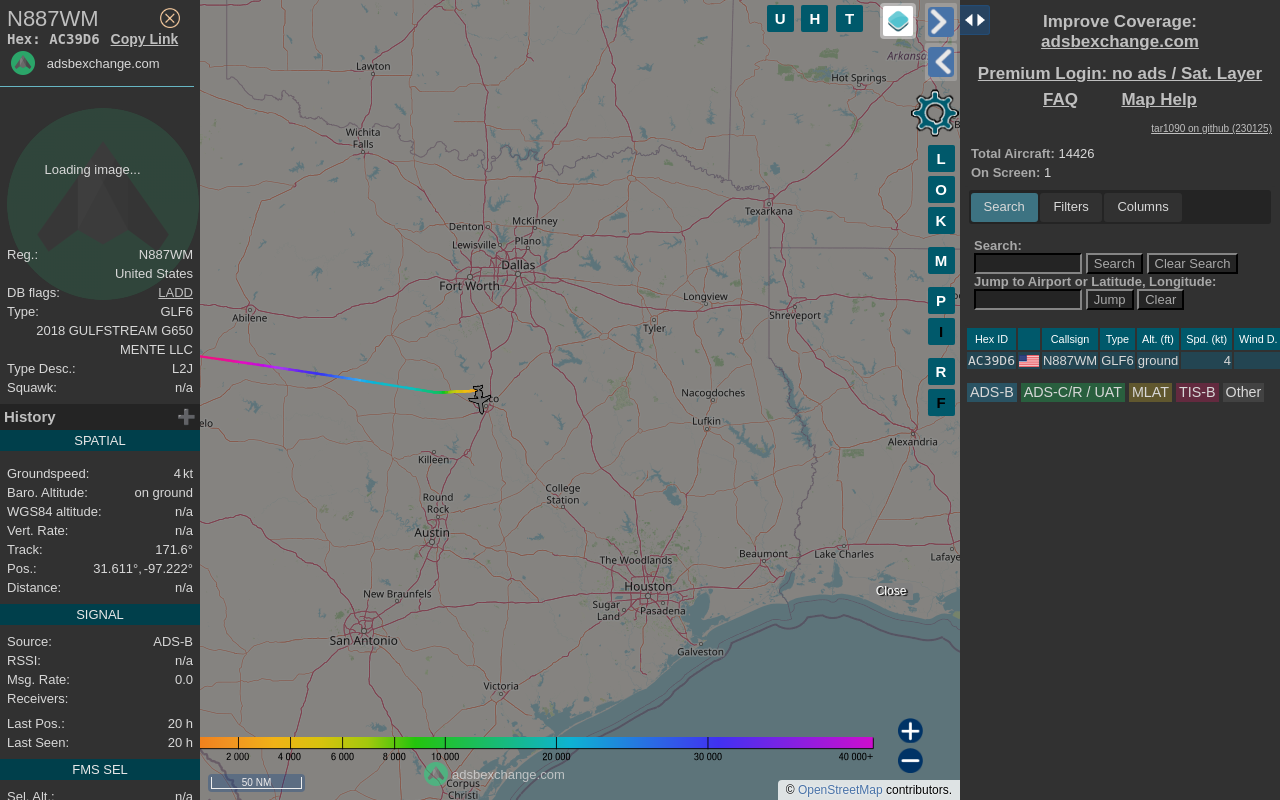 N887WM
Hex: AC39D6 Copy Link
adsbexchange.com
Loading image...
Reg.: N887WM
United States
DB flags: LADD
Type: GLF6
2018 GULFSTREAM G650
MENTE LLC
Type Desc.: L2J
Squawk: n/a
History
SPATIAL
Groundspeed: 4 kt
Baro. Altitude: on ground
WGS84 altitude: n/a
Vert. Rate: n/a
Track: 171.6°
Pos.: 31.611°, -97.222°
Distance: n/a
SIGNAL
Source: ADS-B
RSSI: n/a
Msg. Rate: 0.0
Receivers:
Last Pos.: 20 h
Last Seen: 20 h
FMS SEL
Sel. Alt.: n/a
U H T
Lawton
Arkansa
Hot Springs
Wichita
Falls
L
O
K
M
P
I
R
F
Texarkana
McKinney
Denton
Plano
Lewisville
Dallas
Fort Worth
Longview
Abilene
Tyler
Shreveport
Nacogdoches
co
elo
Lufkin
Alexandria
Killeen
College
Station
Round
Rock
Austin
The Woodlands
Beaumont
Lake Charles
Lafaye
Houston
Close
New Braunfels
Sugar
Land
Pasadena
San Antonio
Galveston
Victoria
2 000 4 000 6 000 8 000 10 000 20 000 30 000 40 000+
adsbexchange.com
50 NM
Corpus
Christi
© OpenStreetMap contributors.
Improve Coverage:
adsbexchange.com
Premium Login: no ads / Sat. Layer
FAQ Map Help
tar1090 on github (230125)
Total Aircraft: 14426
On Screen: 1
Search Filters Columns
Search:
Search Clear Search
Jump to Airport or Latitude, Longitude:
Jump Clear
Hex ID Callsign Type Alt. (ft) Spd. (kt) Wind D.
AC39D6 N887WM GLF6 ground 4
ADS-B ADS-C/R / UAT MLAT TIS-B Other